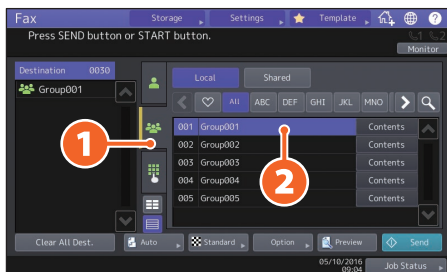 Fax Storage Settings Template ?
Press SEND button or START button.
1 2
Monitor
Destination 0030
Group001
Local Shared
All ABC DEF GHI JKL MNO
001 Group001 Contents
002 Group002 Contents
003 Group003 Contents
004 Group004 Contents
005 Group005 Contents
1
2
Clear All Dest. Auto Standard Option Preview Send
05/10/2016
09:04
Job Status